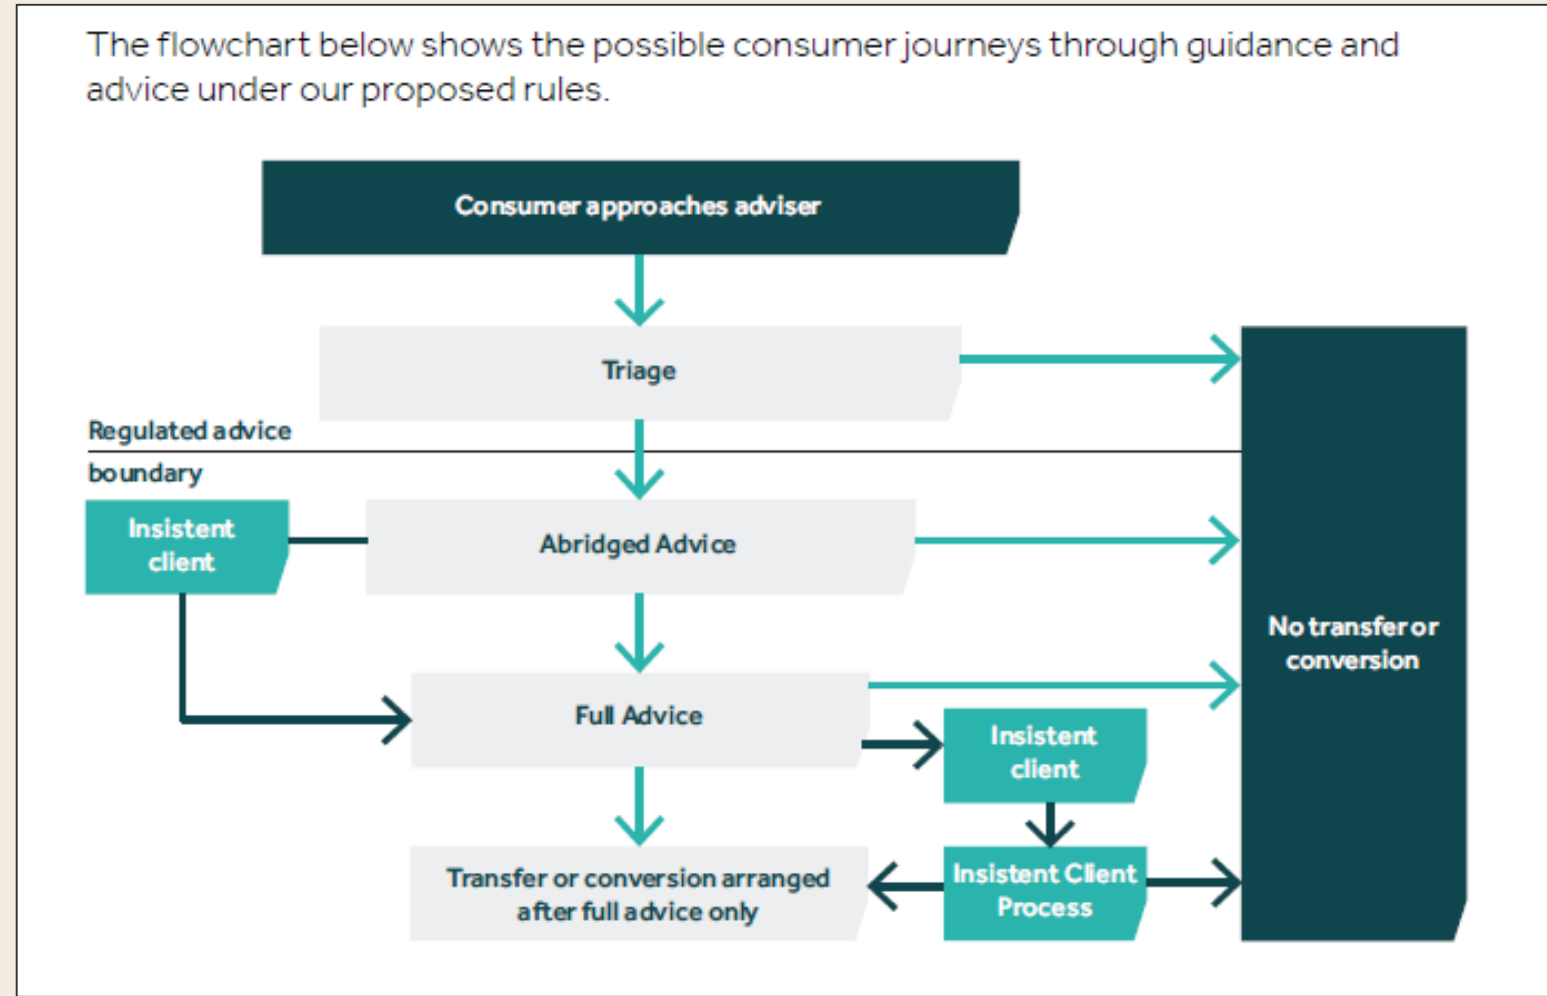 The flowchart below shows the possible consumer journeys through guidance and
advice under our proposed rules.
Consumer approaches adviser
Triage
Regulated advice
boundary
Insistent
client
Abridged Advice
No transfer or
conversion
Full Advice
Insistent
client
Transfer or conversion arranged
after full advice only
Insistent Client
Process